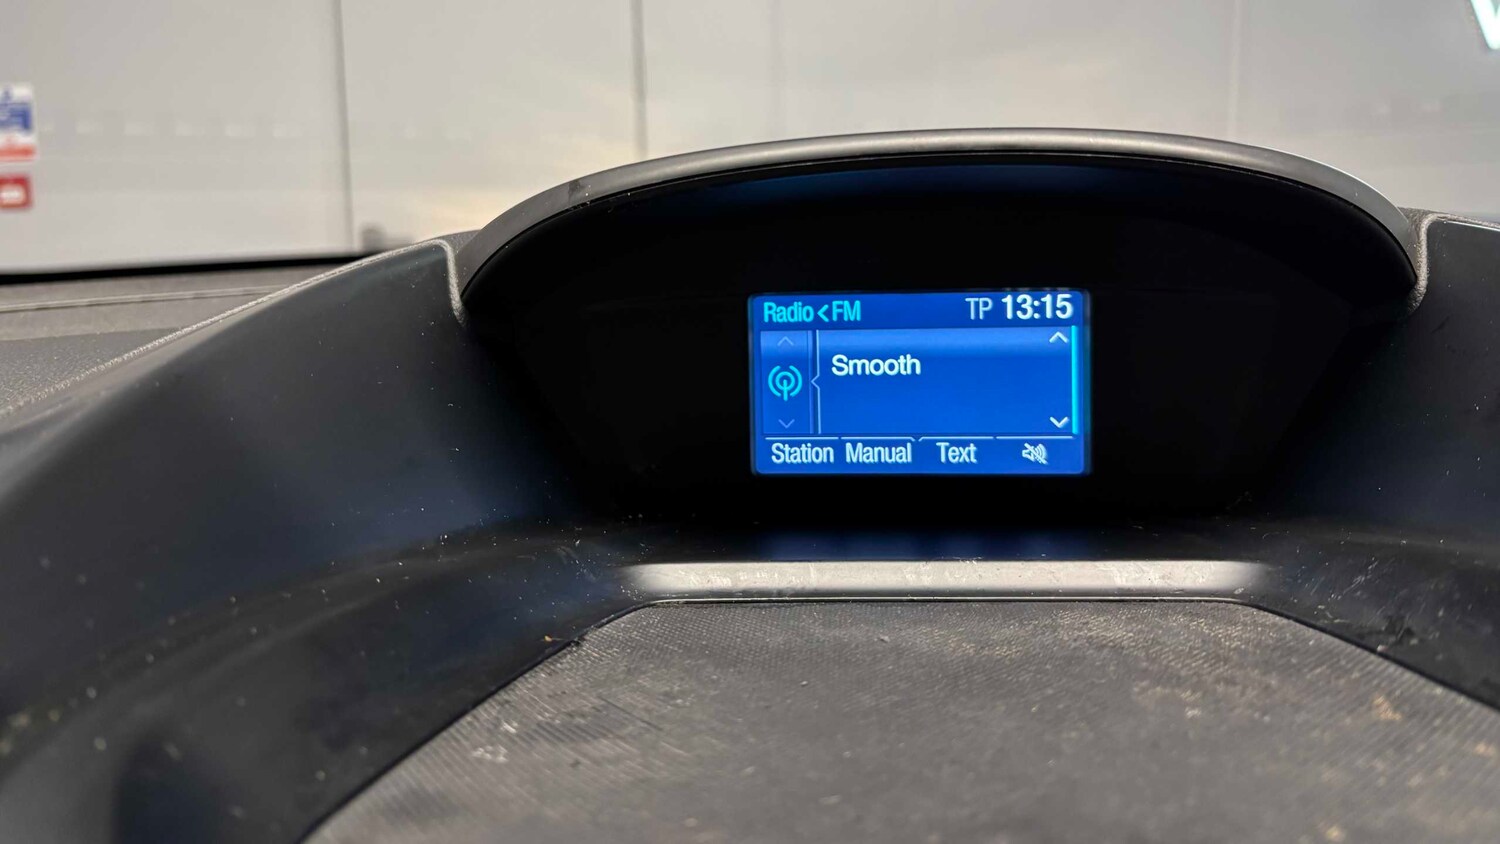 Radio < FM TP 13:15
Smooth
Station Manual Text